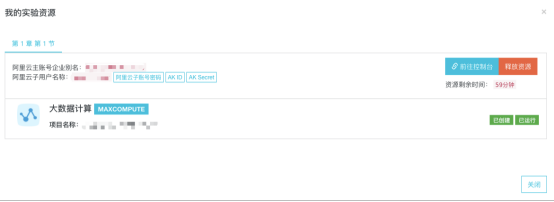 我的实验资源
×
第1章第1节
阿里云主账号企业别名：
阿里云子用户名称： 阿里云子账号密码 AK ID AK Secret
前往控制台 释放资源
资源剩余时间： 59分钟
大数据计算 MAXCOMPUTE
项目名称：
已创建 已运行
关闭